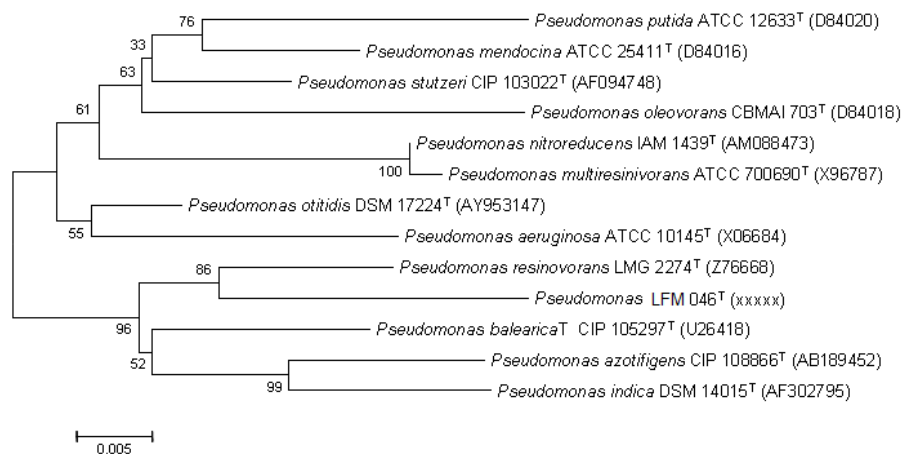 76
Pseudomonas putida ATCC 12633ᵀ (D84020)
33
Pseudomonas mendocina ATCC 25411ᵀ (D84016)
63
Pseudomonas stutzeri CIP 103022ᵀ (AF094748)
61
Pseudomonas oleovorans CBMAI 703ᵀ (D84018)
Pseudomonas nitroreducens IAM 1439ᵀ (AM088473)
100
Pseudomonas multiresinivorans ATCC 700690ᵀ (X96787)
Pseudomonas otitidis DSM 17224ᵀ (AY953147)
55
Pseudomonas aeruginosa ATCC 10145ᵀ (X06684)
86
Pseudomonas resinovorans LMG 2274ᵀ (Z76668)
Pseudomonas LFM 046ᵀ (xxxxx)
96
Pseudomonas balearicaT CIP 105297ᵀ (U26418)
52
Pseudomonas azotifigens CIP 108866ᵀ (AB189452)
99
Pseudomonas indica DSM 14015ᵀ (AF302795)
0.005